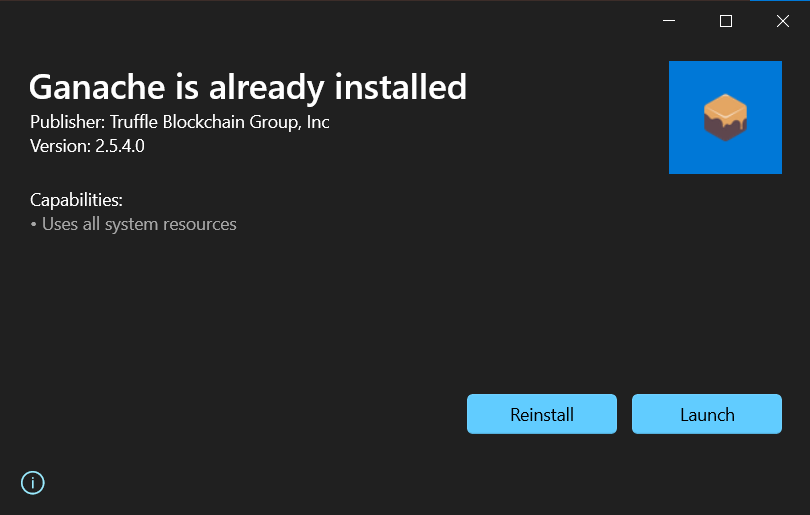 Ganache is already installed
Publisher: Truffle Blockchain Group, Inc
Version: 2.5.4.0
Capabilities:
• Uses all system resources
Reinstall
Launch